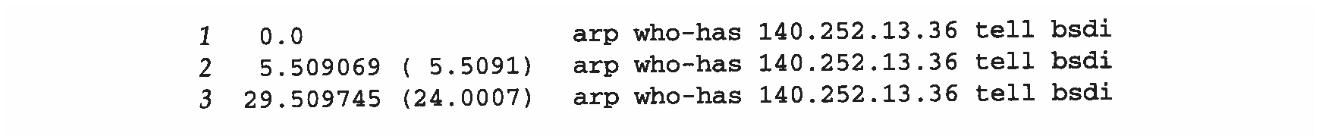 1 0.0 arp who-has 140.252.13.36 tell bsdi
2 5.509069 ( 5.5091) arp who-has 140.252.13.36 tell bsdi
3 29.509745 (24.0007) arp who-has 140.252.13.36 tell bsdi